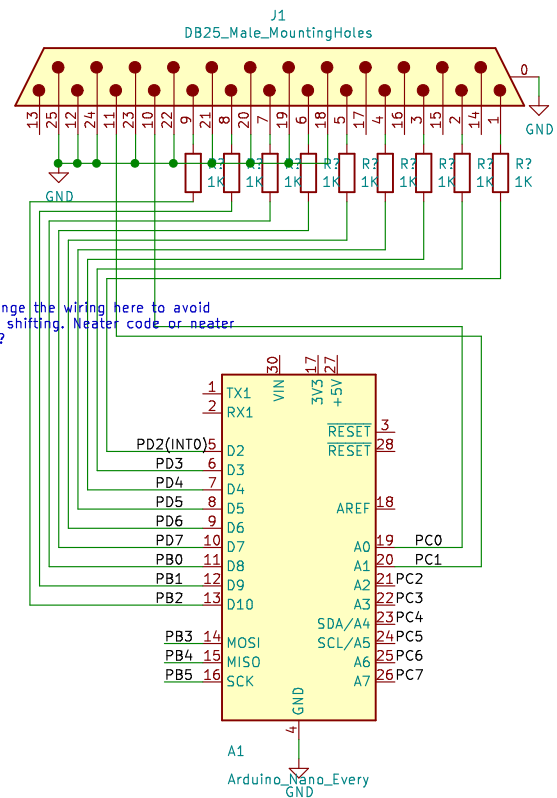 J1
DB25_Male_MountingHoles
0
13 25 12 24 11 23 10 22 9 21 8 20 7 19 6 18 5 17 4 16 3 15 2 14 1
GND
R? R? R? R? R? R? R? R? R?
1K 1K 1K 1K 1K 1K 1K 1K 1K
GND
nge the wiring here to avoid
shifting. Neater code or neater
?
30 17 27
VIN 3V3 +5V
1 TX1
2 RX1
RESET 3
PD2(INT0) 5 D2 RESET 28
PD3 6 D3
PD4 7 D4
PD5 8 D5 AREF 18
PD6 9 D6
PD7 10 D7 A0 19 PC0
PB0 11 D8 A1 20 PC1
PB1 12 D9 A2 21 PC2
PB2 13 D10 A3 22 PC3
SDA/A4 23 PC4
PB3 14 MOSI SCL/A5 24 PC5
PB4 15 MISO A6 25 PC6
PB5 16 SCK A7 26 PC7
GND
4
A1
Arduino_Nano_Every
GND